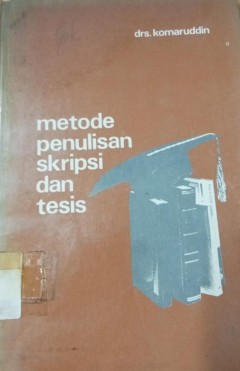 drs. komaruddin
metode
penulisan
skripsi
dan
tesis